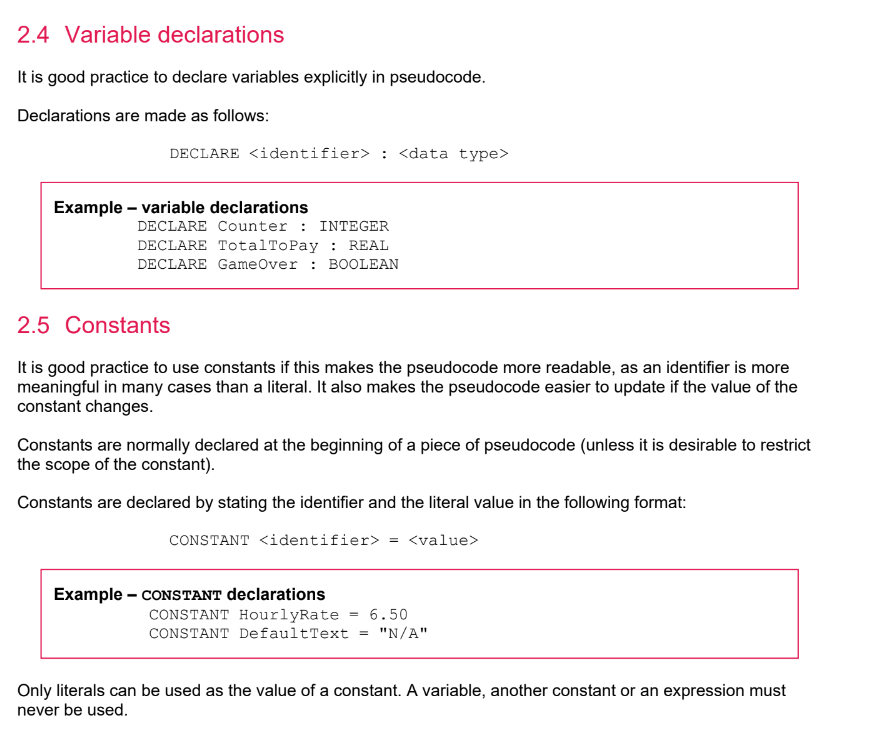 2.4 Variable declarations
It is good practice to declare variables explicitly in pseudocode.
Declarations are made as follows:
DECLARE <identifier> : <data type>
Example – variable declarations
DECLARE Counter : INTEGER
DECLARE TotalToPay : REAL
DECLARE GameOver : BOOLEAN
2.5 Constants
It is good practice to use constants if this makes the pseudocode more readable, as an identifier is more
meaningful in many cases than a literal. It also makes the pseudocode easier to update if the value of the
constant changes.
Constants are normally declared at the beginning of a piece of pseudocode (unless it is desirable to restrict
the scope of the constant).
Constants are declared by stating the identifier and the literal value in the following format:
CONSTANT <identifier> = <value>
Example – CONSTANT declarations
CONSTANT HourlyRate = 6.50
CONSTANT DefaultText = "N/A"
Only literals can be used as the value of a constant. A variable, another constant or an expression must
never be used.